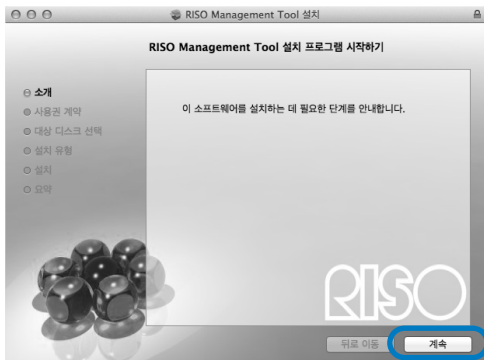 RISO Management Tool 설치
RISO Management Tool 설치 프로그램 시작하기
소개
사용권 계약
대상 디스크 선택
설치 유형
설치
요약
이 소프트웨어를 설치하는 데 필요한 단계를 안내합니다.
RISO
뒤로 이동
계속